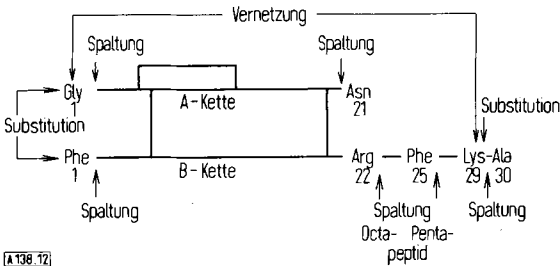 Vernetzung
Spaltung Spaltung
Gly Asn
1 A-Kette 21
Substitution Substitution
Phe Arg Phe Lys-Ala
1 B-Kette 22 25 29 30
Spaltung Spaltung Spaltung
Octa- Penta-
peptid
A 138.12